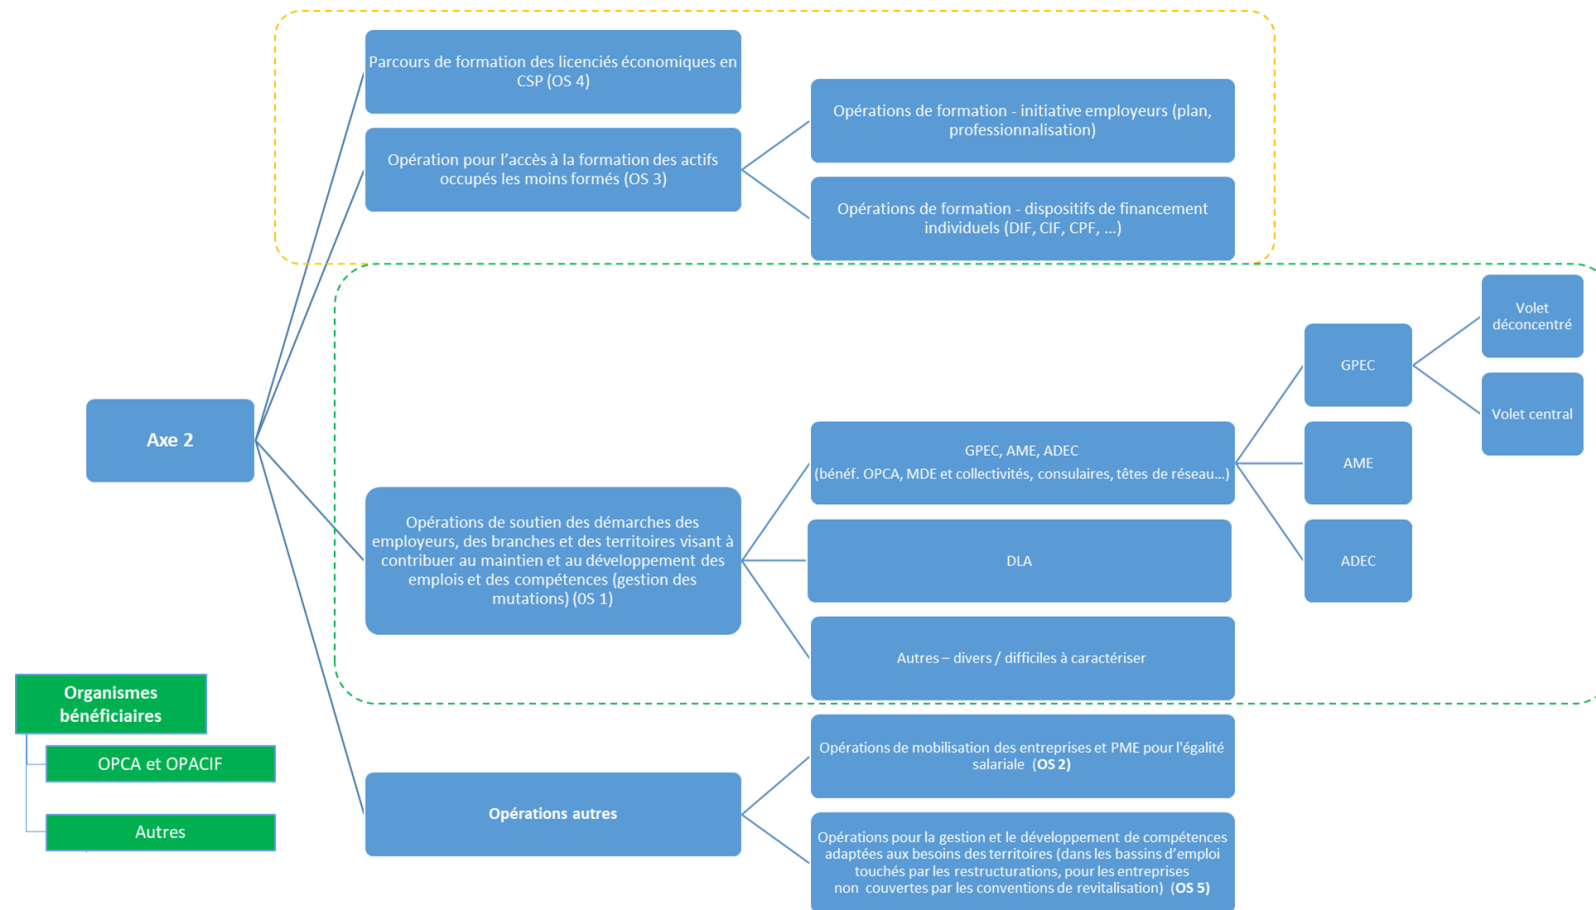 Parcours de formation des licenciés économiques en
CSP (OS 4)
Opération pour l’accès à la formation des actifs
occupés les moins formés (OS 3)
Opérations de formation - initiative employeurs (plan,
professionnalisation)
Opérations de formation - dispositifs de financement
individuels (DIF, CIF, CPF, ...)
Axe 2
Opérations de soutien des démarches des
employeurs, des branches et des territoires visant à
contribuer au maintien et au développement des
emplois et des compétences (gestion des
mutations) (0S 1)
GPEC, AME, ADEC
(bénéf. OPCA, MDE et collectivités, consulaires, têtes de réseau…)
GPEC
Volet
déconcentré
Volet central
AME
ADEC
DLA
Autres – divers / difficiles à caractériser
Opérations autres
Opérations de mobilisation des entreprises et PME pour l'égalité
salariale (OS 2)
Opérations pour la gestion et le développement de compétences
adaptées aux besoins des territoires (dans les bassins d’emploi
touchés par les restructurations, pour les entreprises
non couvertes par les conventions de revitalisation) (OS 5)
Organismes
bénéficiaires
OPCA et OPACIF
Autres